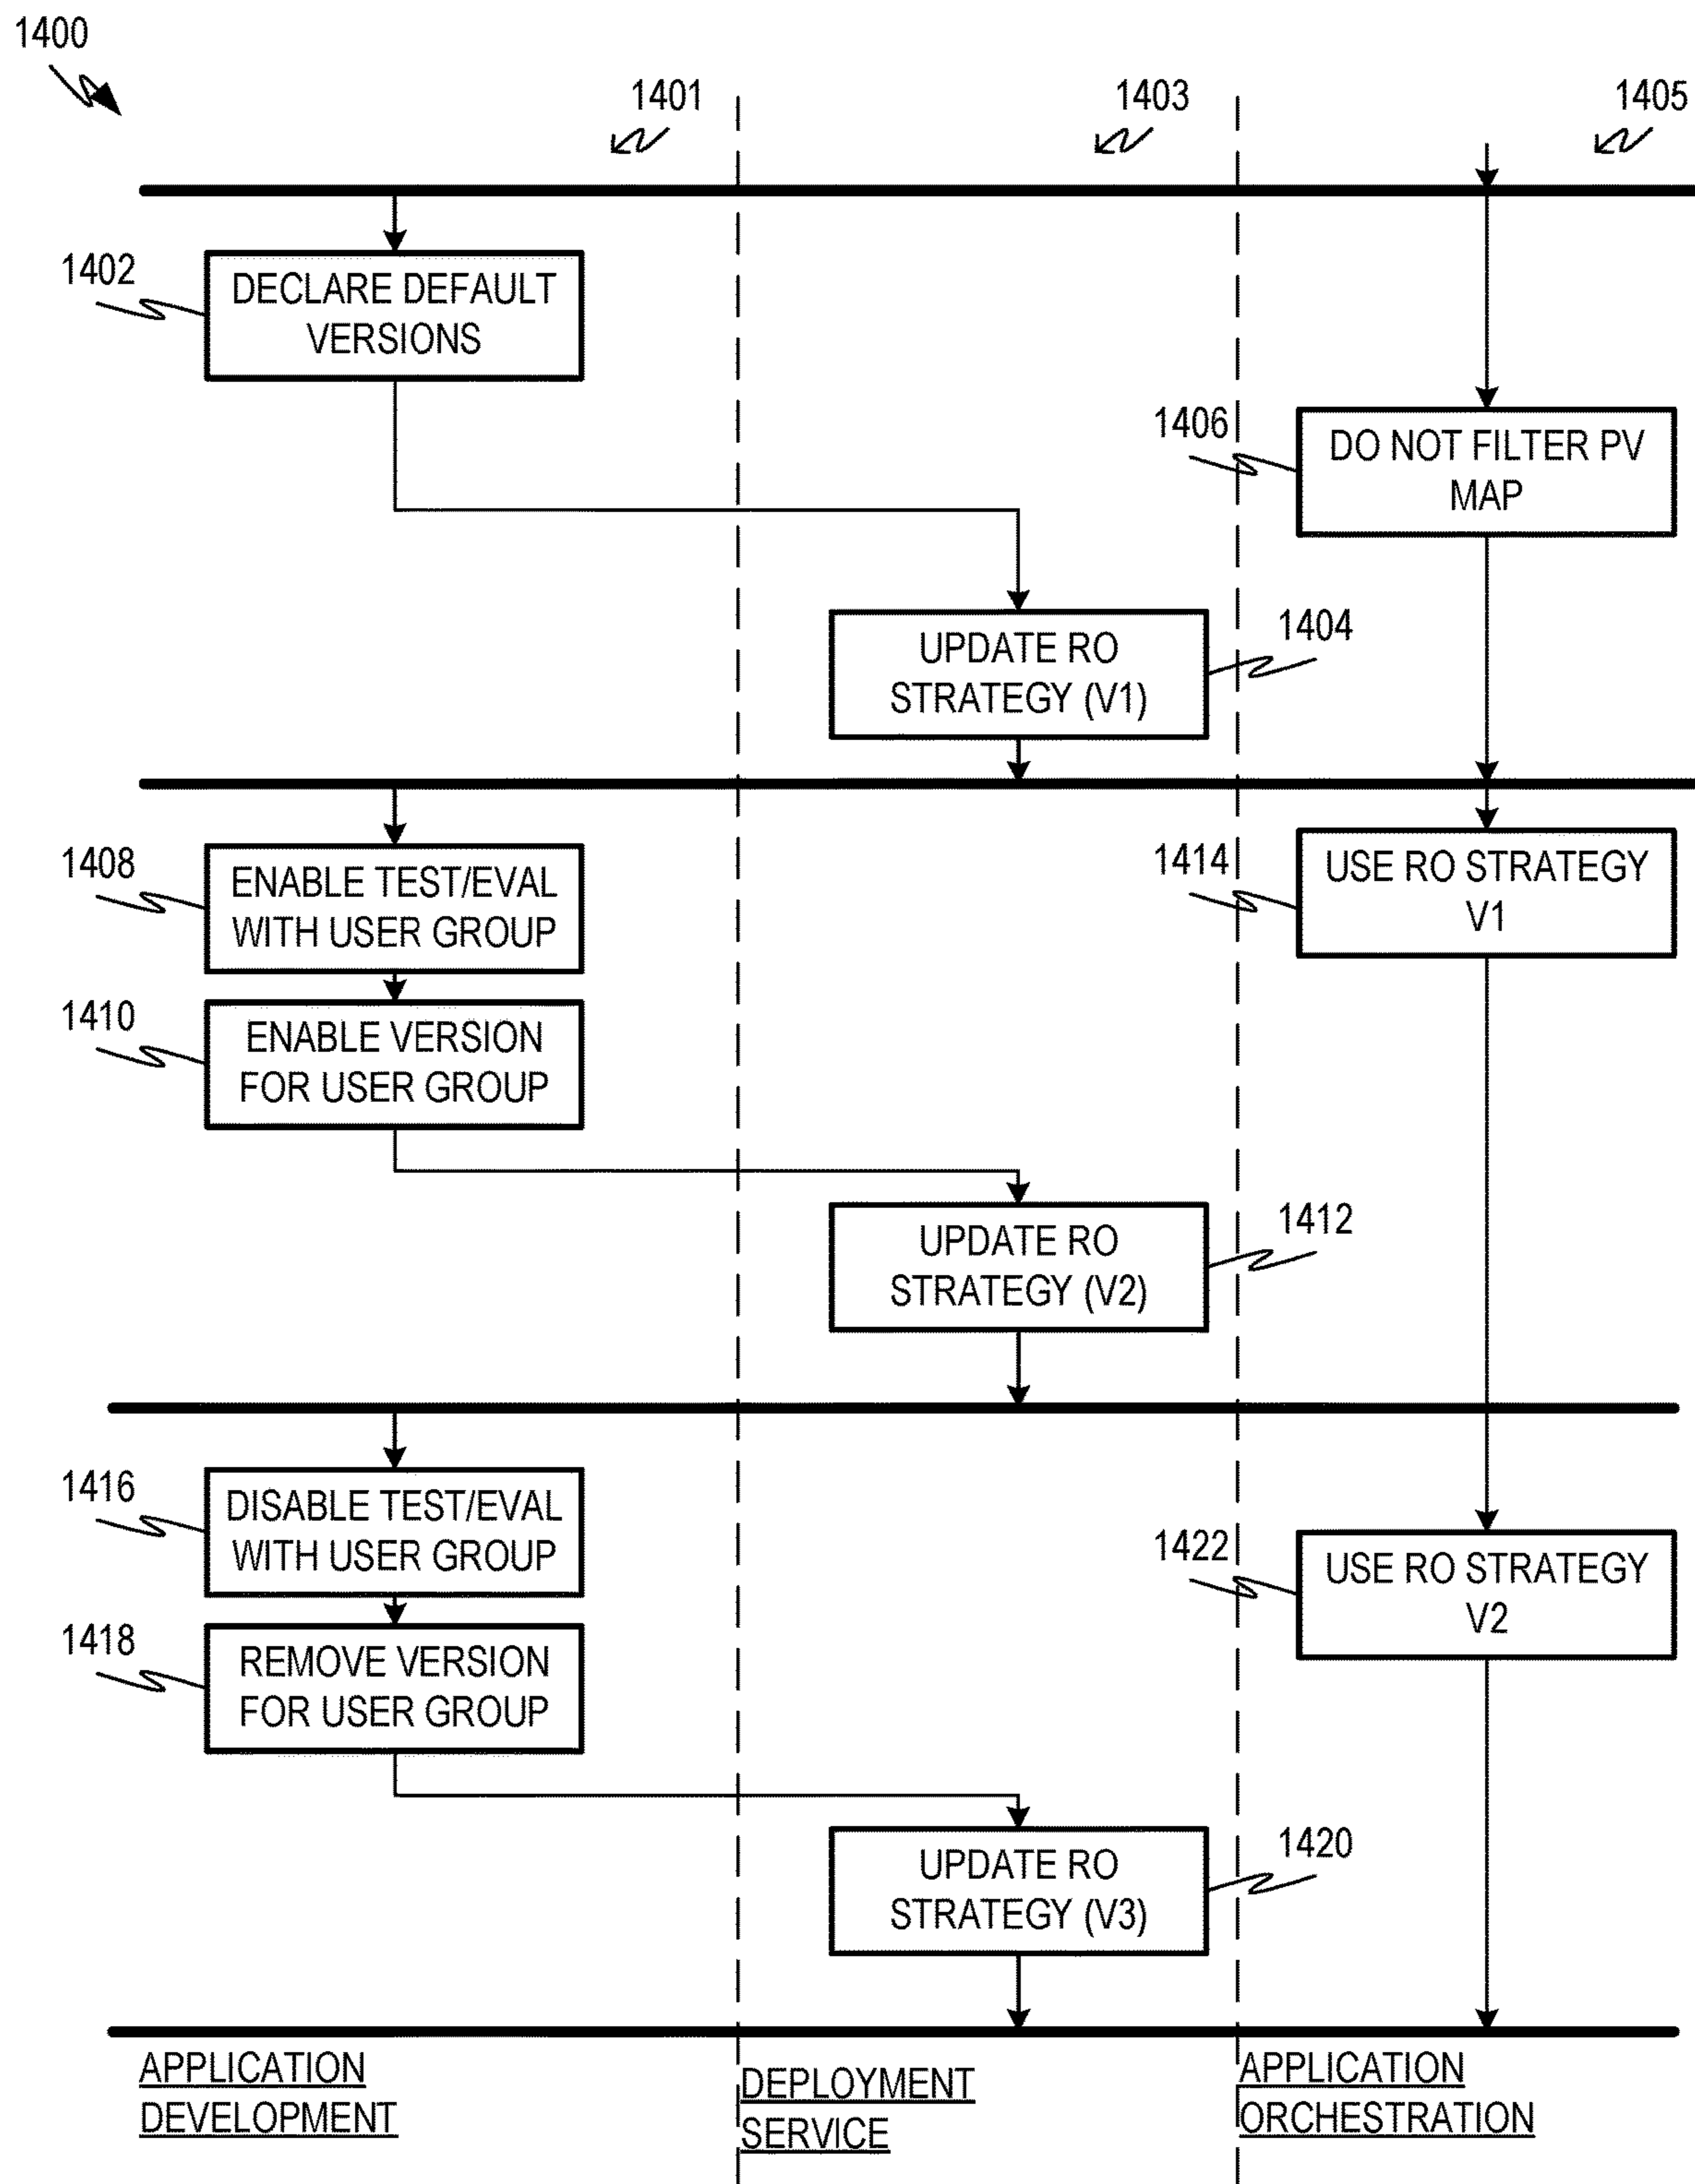 1400
1401
1403
1405
1402
DECLARE DEFAULT
VERSIONS
1406
DO NOT FILTER PV
MAP
UPDATE RO
STRATEGY (V1)
1404
1408
ENABLE TEST/EVAL
WITH USER GROUP
1414
USE RO STRATEGY
V1
1410
ENABLE VERSION
FOR USER GROUP
UPDATE RO
STRATEGY (V2)
1412
1416
DISABLE TEST/EVAL
WITH USER GROUP
1422
USE RO STRATEGY
V2
1418
REMOVE VERSION
FOR USER GROUP
UPDATE RO
STRATEGY (V3)
1420
APPLICATION
DEVELOPMENT
DEPLOYMENT
SERVICE
APPLICATION
ORCHESTRATION